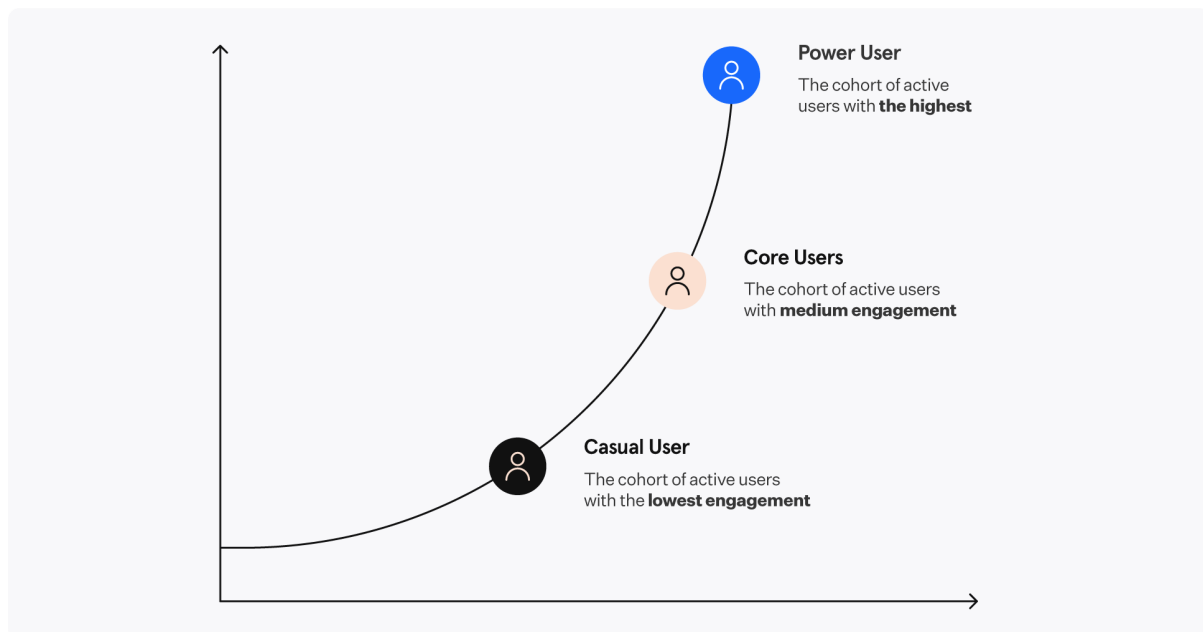 Power User
The cohort of active
users with the highest
Core Users
The cohort of active users
with medium engagement
Casual User
The cohort of active users
with the lowest engagement